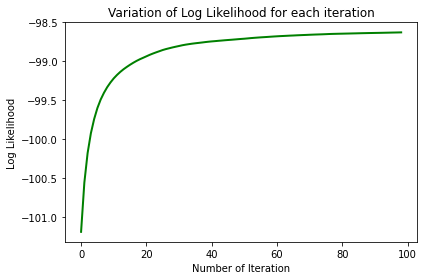 Variation of Log Likelihood for each iteration
−98.5
−99.0
−99.5
−100.0
−100.5
−101.0
Log Likelihood
0 20 40 60 80 100
Number of Iteration